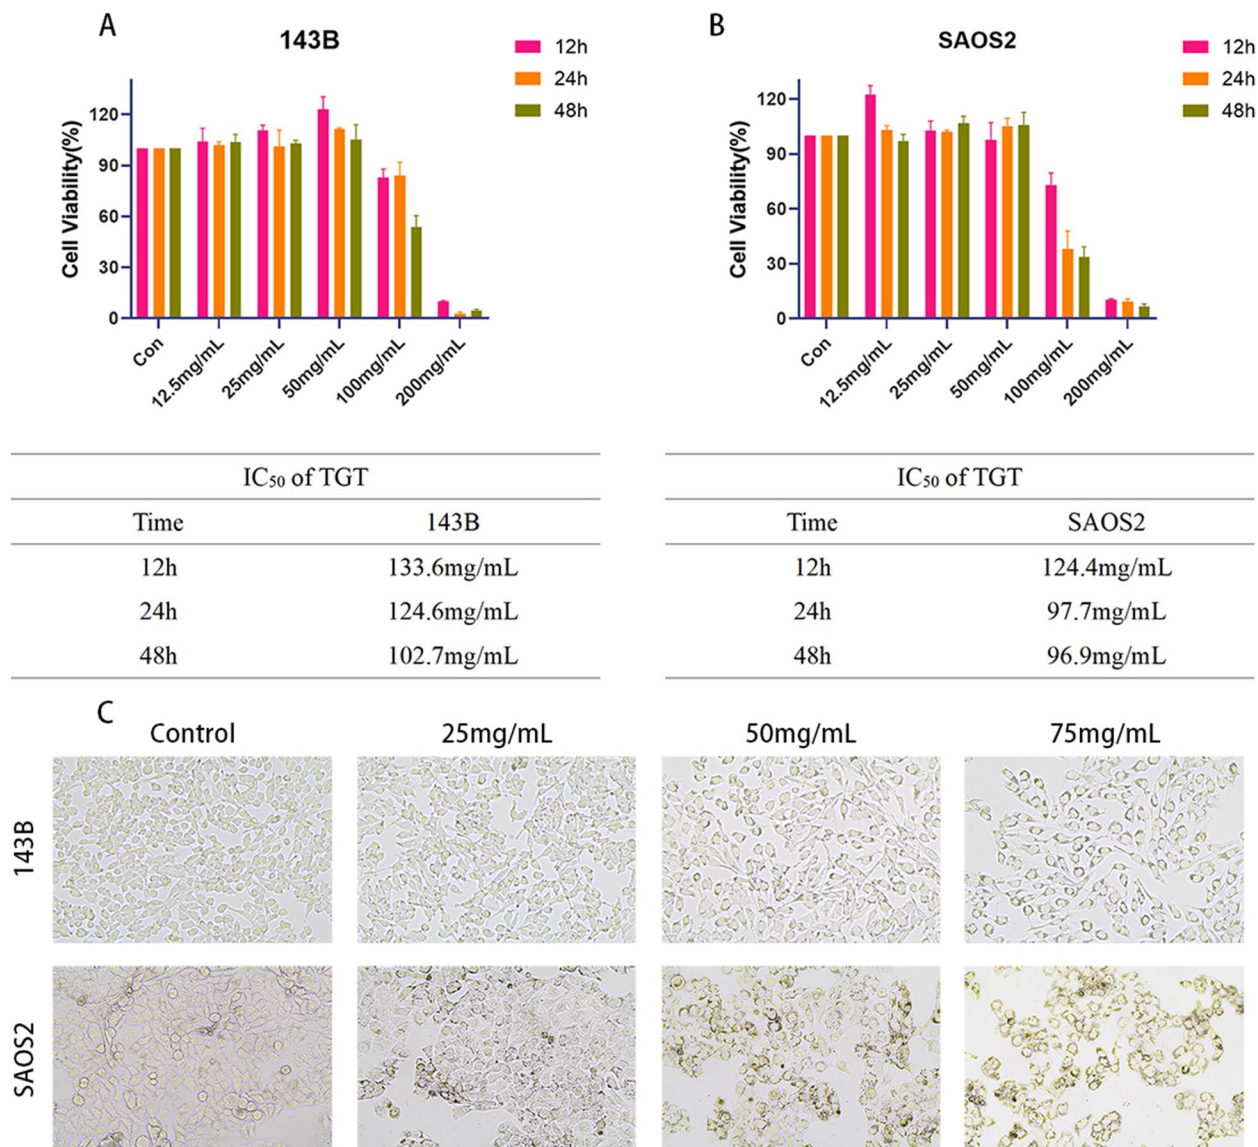 A
143B
12h
24h
48h
Cell Viability(%)
120
90
60
30
0
Con
12.5mg/mL
25mg/mL
50mg/mL
100mg/mL
200mg/mL
B
SAOS2
12h
24h
48h
Cell Viability(%)
120
90
60
30
0
Con
12.5mg/mL
25mg/mL
50mg/mL
100mg/mL
200mg/mL
IC₅₀ of TGT
Time 143B
12h 133.6mg/mL
24h 124.6mg/mL
48h 102.7mg/mL
IC₅₀ of TGT
Time SAOS2
12h 124.4mg/mL
24h 97.7mg/mL
48h 96.9mg/mL
C
Control 25mg/mL 50mg/mL 75mg/mL
143B
SAOS2